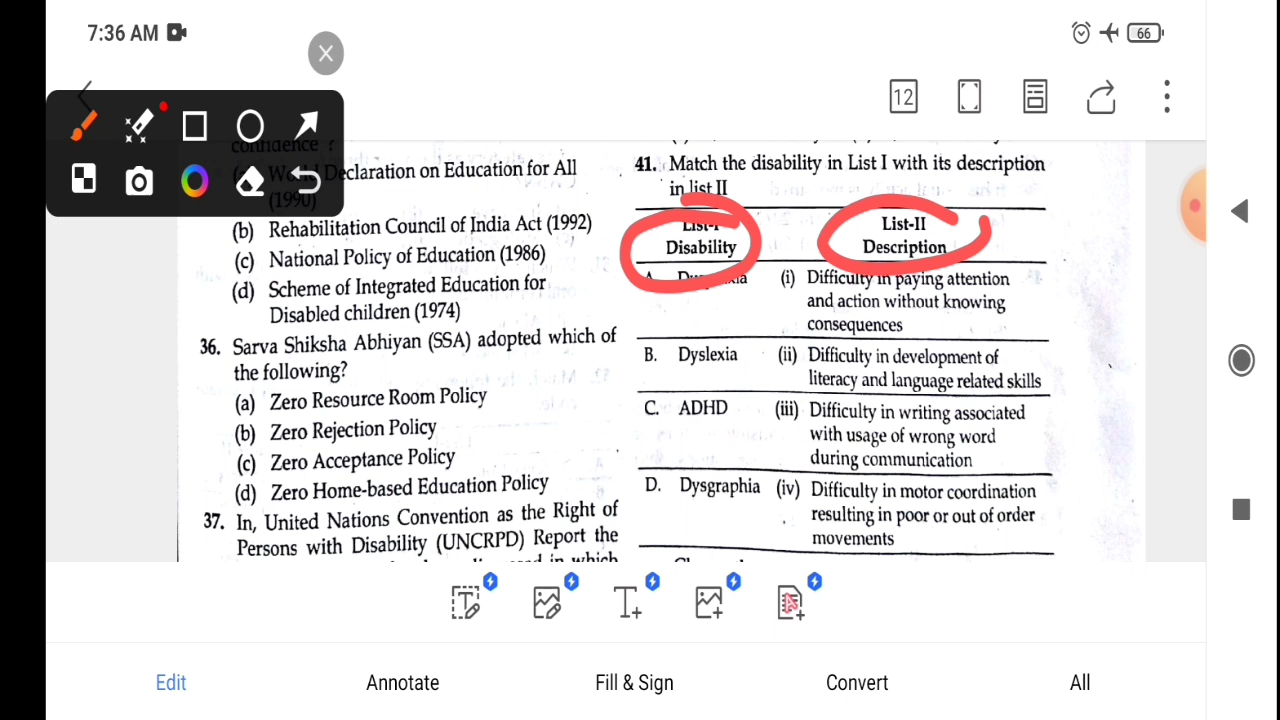 7:36 AM
66
12
confidence ?
Declaration on Education for All
(1990)
(b) Rehabilitation Council of India Act (1992)
(c) National Policy of Education (1986)
(d) Scheme of Integrated Education for
Disabled children (1974)
36. Sarva Shiksha Abhiyan (SSA) adopted which of
the following?
(a) Zero Resource Room Policy
(b) Zero Rejection Policy
(c) Zero Acceptance Policy
(d) Zero Home-based Education Policy
37. In, United Nations Convention as the Right of
Persons with Disability (UNCRPD) Report the
in which
41. Match the disability in List I with its description
in list II
List-I
Disability
List-II
Description
A. (i) Difficulty in paying attention
and action without knowing
consequences
B. Dyslexia (ii) Difficulty in development of
literacy and language related skills
C. ADHD (iii) Difficulty in writing associated
with usage of wrong word
during communication
D. Dysgraphia (iv) Difficulty in motor coordination
resulting in poor or out of order
movements
Edit
Annotate
Fill & Sign
Convert
All